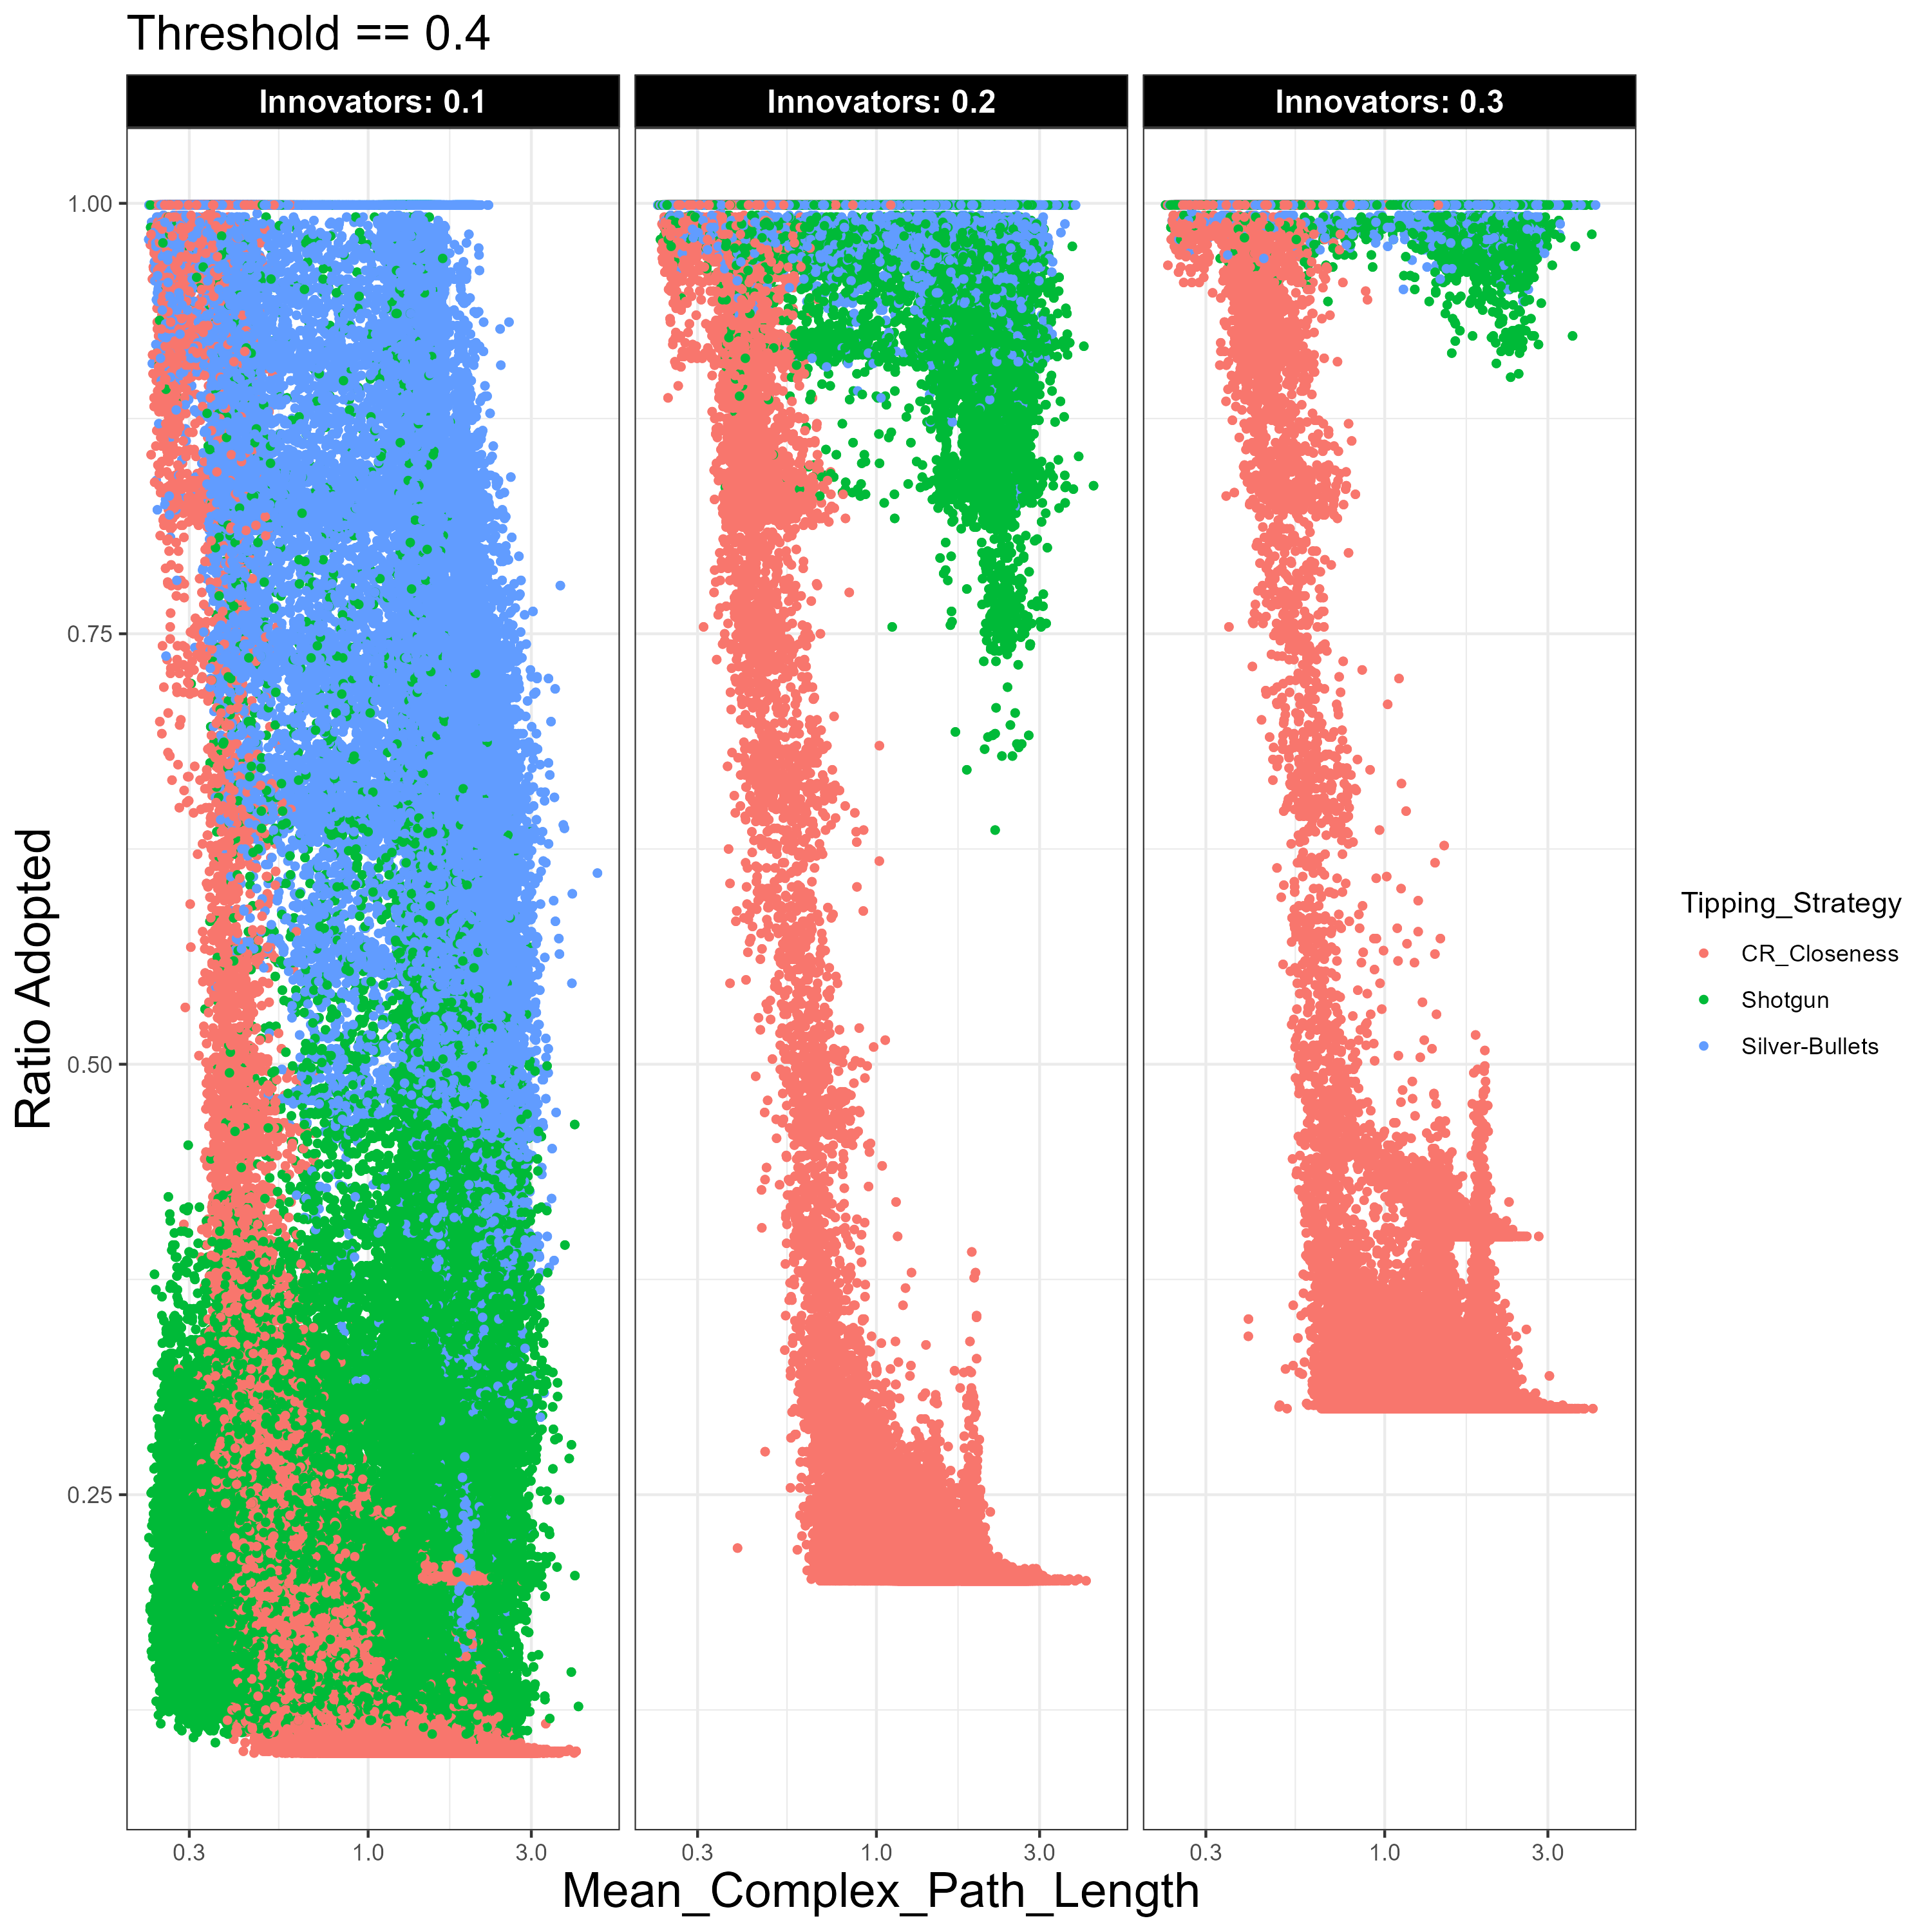 Threshold == 0.4
Innovators: 0.1
Innovators: 0.2
Innovators: 0.3
Ratio Adopted
1.00
0.75
0.50
0.25
0.3 1.0 3.0
0.3 1.0 3.0
0.3 1.0 3.0
Mean_Complex_Path_Length
Tipping_Strategy
CR_Closeness
Shotgun
Silver-Bullets